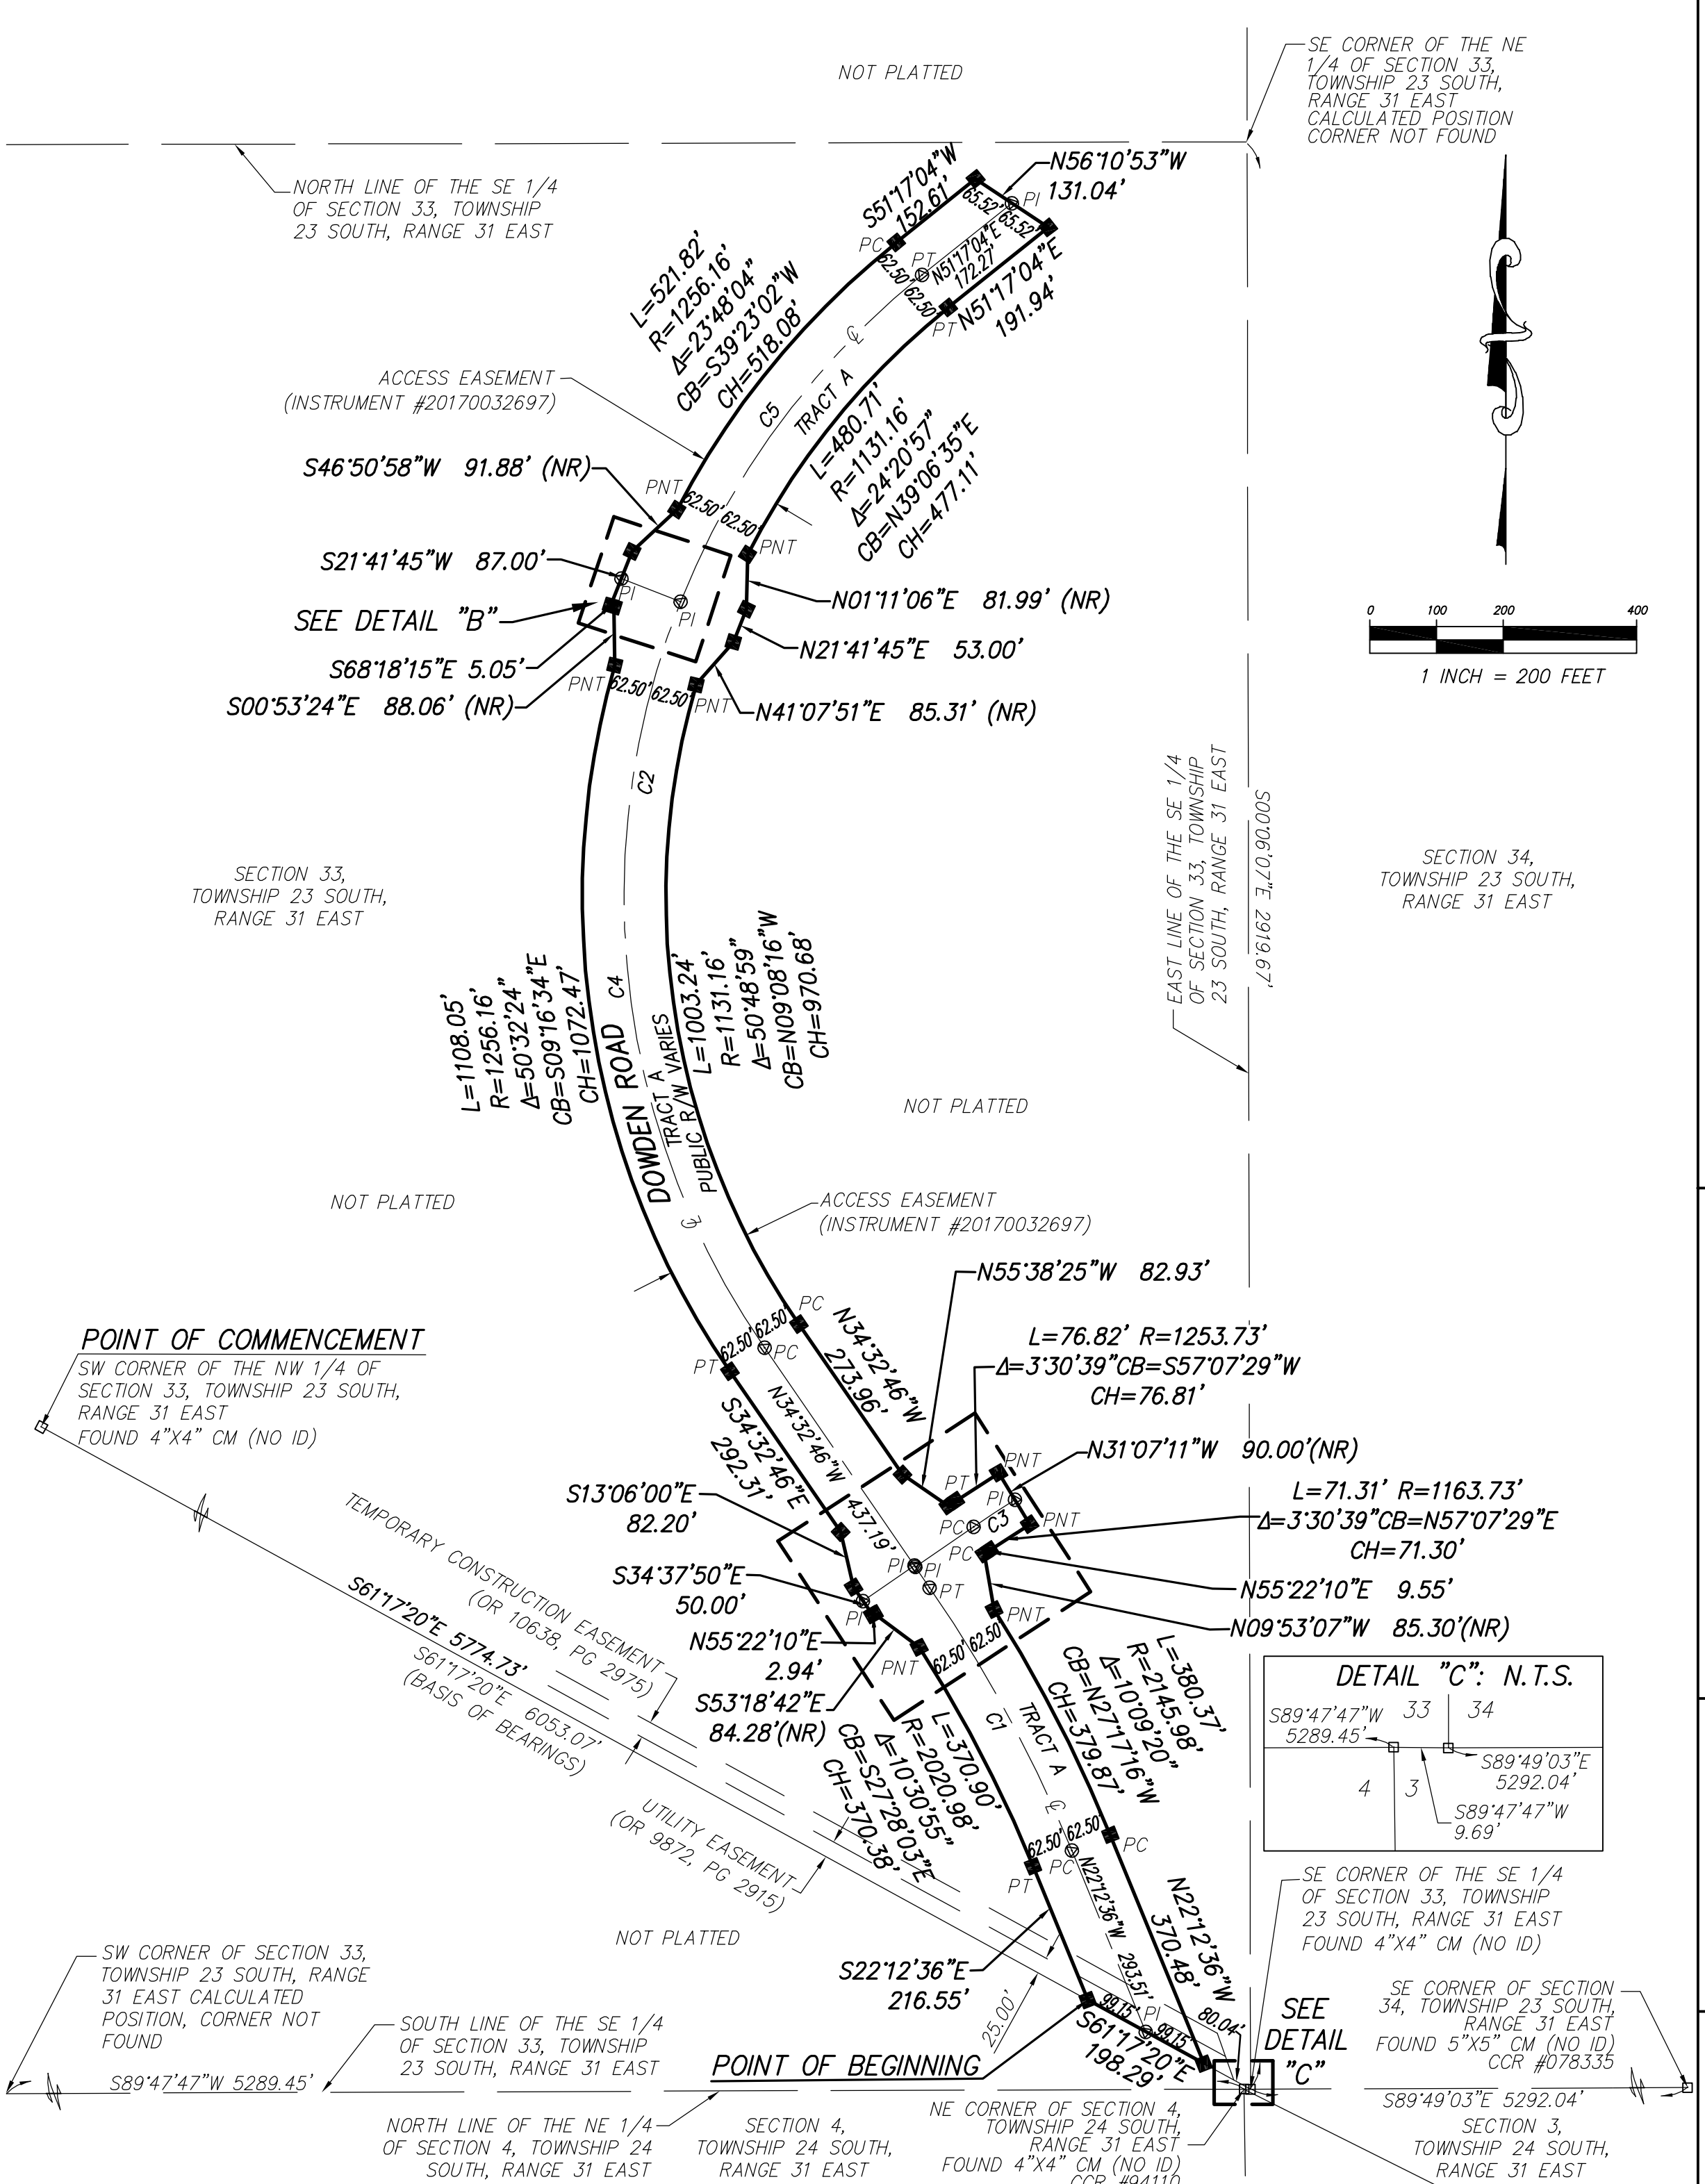 NOT PLATTED
SE CORNER OF THE NE
1/4 OF SECTION 33,
TOWNSHIP 23 SOUTH,
RANGE 31 EAST
CALCULATED POSITION
CORNER NOT FOUND
NORTH LINE OF THE SE 1/4
OF SECTION 33, TOWNSHIP
23 SOUTH, RANGE 31 EAST
N56°10'53"W
131.04'
S51°17'04"W
152.61'
65.52'
65.52'
PI
PC
PT
62.50'
62.50'
N51°17'04"E
172.27'
N51°17'04"E
191.94'
PT
L=521.82'
R=1256.16'
Δ=23°48'04"
CB=S39°23'02"W
CH=518.08'
ACCESS EASEMENT
(INSTRUMENT #20170032697)
C5
TRACT A
L=480.71'
R=1131.16'
Δ=24°20'57"
CB=N39°06'35"E
CH=477.11'
0 100 200 400
1 INCH = 200 FEET
S46°50'58"W 91.88' (NR)
PNT
62.50'
62.50'
PNT
S21°41'45"W 87.00'
PI
PI
SEE DETAIL "B"
S68°18'15"E 5.05'
S00°53'24"E 88.06' (NR)
N01°11'06"E 81.99' (NR)
N21°41'45"E 53.00'
N41°07'51"E 85.31' (NR)
PNT
62.50'
62.50'
PNT
C2
EAST LINE OF THE SE 1/4
OF SECTION 33, TOWNSHIP
23 SOUTH, RANGE 31 EAST
S00°06'07"E 2919.67'
SECTION 33,
TOWNSHIP 23 SOUTH,
RANGE 31 EAST
SECTION 34,
TOWNSHIP 23 SOUTH,
RANGE 31 EAST
L=1108.05'
R=1256.16'
Δ=50°32'24"
CB=S09°16'34"E
CH=1072.47'
C4
DOWDEN ROAD
TRACT A
PUBLIC R/W VARIES
L=1003.24'
R=1131.16'
Δ=50°48'59"
CB=N09°08'16"W
CH=970.68'
NOT PLATTED
NOT PLATTED
ACCESS EASEMENT
(INSTRUMENT #20170032697)
N55°38'25"W 82.93'
PC
62.50'
62.50'
PC
PT
N34°32'46"W
273.96'
L=76.82' R=1253.73'
Δ=3°30'39"CB=S57°07'29"W
CH=76.81'
POINT OF COMMENCEMENT
SW CORNER OF THE NW 1/4 OF
SECTION 33, TOWNSHIP 23 SOUTH,
RANGE 31 EAST
FOUND 4"X4" CM (NO ID)
S34°32'46"E
292.31'
N34°32'46"W
437.19'
N31°07'11"W 90.00'(NR)
PNT
PT
PI
PC
C3
PNT
PC
L=71.31' R=1163.73'
Δ=3°30'39"CB=N57°07'29"E
CH=71.30'
S13°06'00"E
82.20'
S34°37'50"E
50.00'
PI
PI
PT
PI
N55°22'10"E 9.55'
N55°22'10"E
2.94'
N09°53'07"W 85.30'(NR)
PNT
S53°18'42"E
84.28'(NR)
PNT
62.50'
62.50'
TEMPORARY CONSTRUCTION EASEMENT
(OR 10638, PG 2975)
S61°17'20"E 5774.73'
S61°17'20"E 6053.07'
(BASIS OF BEARINGS)
L=380.37'
R=2145.98'
Δ=10°09'20"
CB=N27°17'16"W
CH=379.87'
C1
TRACT A
L=370.90'
R=2020.98'
Δ=10°30'55"
CB=S27°28'03"E
CH=370.38'
DETAIL "C": N.T.S.
S89°47'47"W
5289.45'
33
34
S89°49'03"E
5292.04'
4
3
S89°47'47"W
9.69'
UTILITY EASEMENT
(OR 9872, PG 2915)
62.50'
62.50'
PC
PC
PT
N22°12'36"W 293.51'
N22°12'36"W
370.48'
SE CORNER OF THE SE 1/4
OF SECTION 33, TOWNSHIP
23 SOUTH, RANGE 31 EAST
FOUND 4"X4" CM (NO ID)
NOT PLATTED
SW CORNER OF SECTION 33,
TOWNSHIP 23 SOUTH, RANGE
31 EAST CALCULATED
POSITION, CORNER NOT
FOUND
S22°12'36"E
216.55'
25.00'
99.15'
PI
99.15'
80.04'
S61°17'20"E
198.29'
SEE
DETAIL
"C"
SE CORNER OF SECTION
34, TOWNSHIP 23 SOUTH,
RANGE 31 EAST
FOUND 5"X5" CM (NO ID)
CCR #078335
SOUTH LINE OF THE SE 1/4
OF SECTION 33, TOWNSHIP
23 SOUTH, RANGE 31 EAST
POINT OF BEGINNING
S89°47'47"W 5289.45'
S89°49'03"E 5292.04'
NORTH LINE OF THE NE 1/4
OF SECTION 4, TOWNSHIP 24
SOUTH, RANGE 31 EAST
SECTION 4,
TOWNSHIP 24 SOUTH,
RANGE 31 EAST
NE CORNER OF SECTION 4,
TOWNSHIP 24 SOUTH,
RANGE 31 EAST
FOUND 4"X4" CM (NO ID)
CCR #94110
SECTION 3,
TOWNSHIP 24 SOUTH,
RANGE 31 EAST